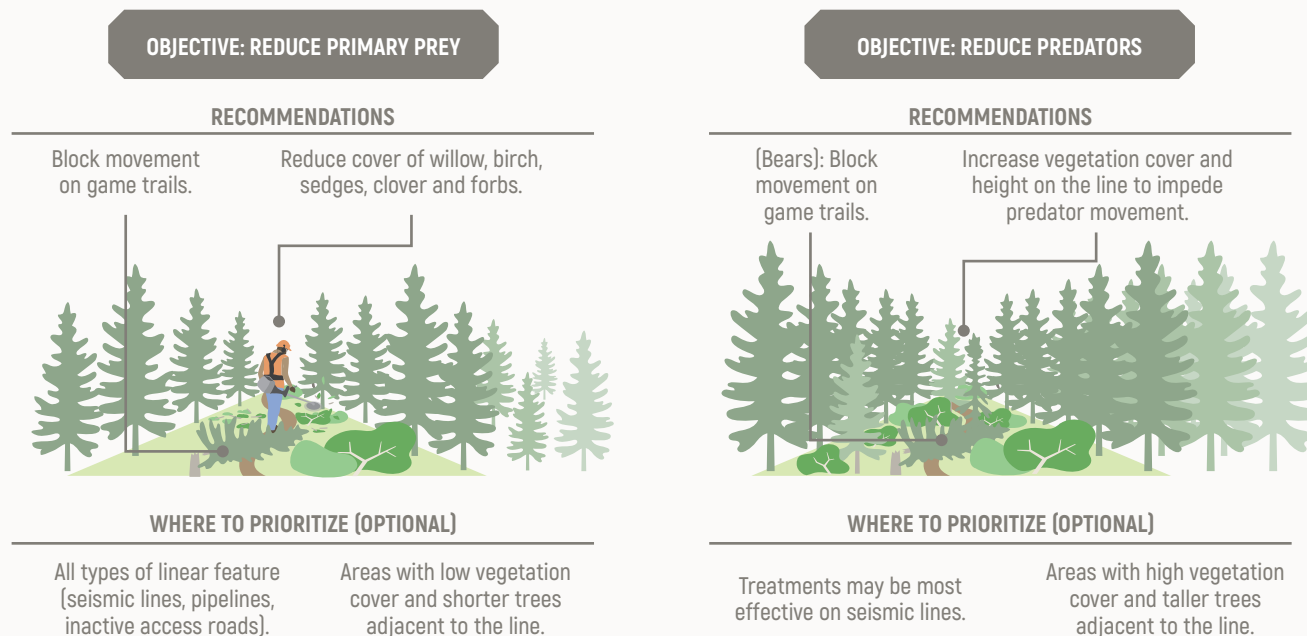 OBJECTIVE: REDUCE PRIMARY PREY
RECOMMENDATIONS
Block movement
on game trails.
Reduce cover of willow, birch,
sedges, clover and forbs.
WHERE TO PRIORITIZE (OPTIONAL)
All types of linear feature
(seismic lines, pipelines,
inactive access roads).
Areas with low vegetation
cover and shorter trees
adjacent to the line.
OBJECTIVE: REDUCE PREDATORS
RECOMMENDATIONS
(Bears): Block
movement on
game trails.
Increase vegetation cover and
height on the line to impede
predator movement.
WHERE TO PRIORITIZE (OPTIONAL)
Treatments may be most
effective on seismic lines.
Areas with high vegetation
cover and taller trees
adjacent to the line.